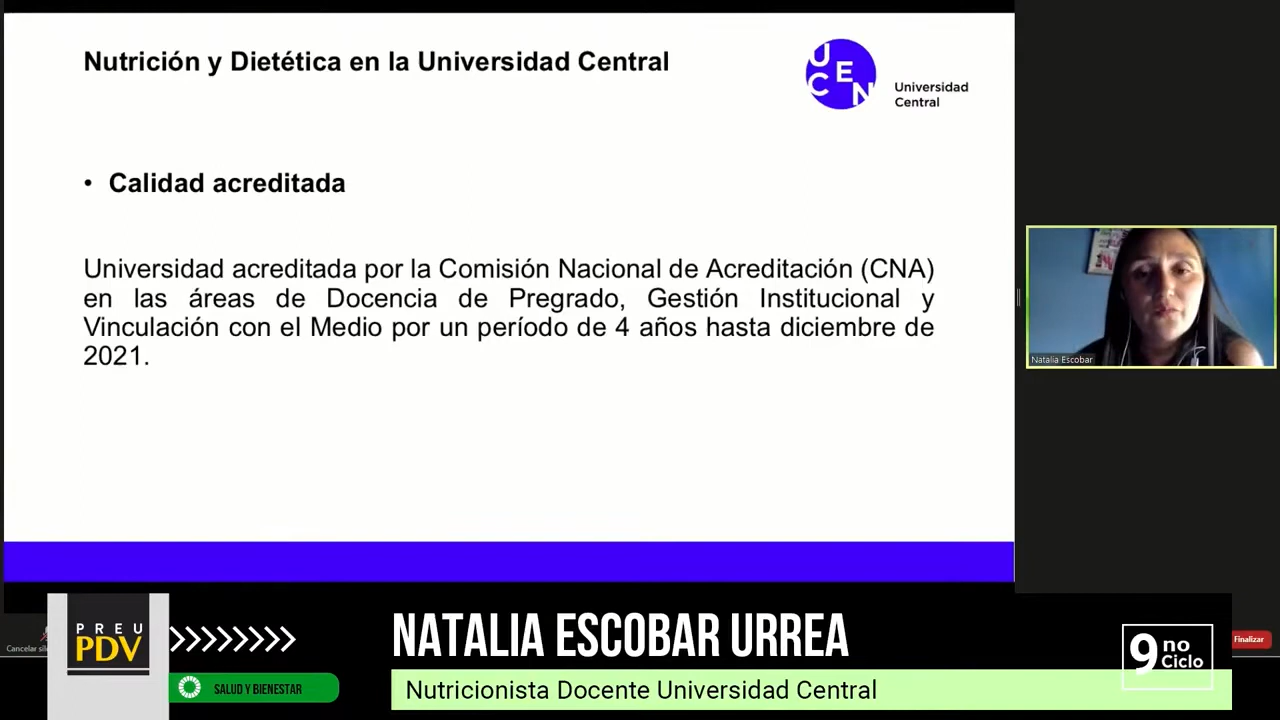 Nutrición y Dietética en la Universidad Central
U
C
E
N
Universidad
Central
• Calidad acreditada
Universidad acreditada por la Comisión Nacional de Acreditación (CNA)
en las áreas de Docencia de Pregrado, Gestión Institucional y
Vinculación con el Medio por un período de 4 años hasta diciembre de
2021.
Natalia Escobar
Cancelar
PREU
PDV
SALUD Y BIENESTAR
NATALIA ESCOBAR URREA
Nutricionista Docente Universidad Central
9 no
Ciclo
Finalizar